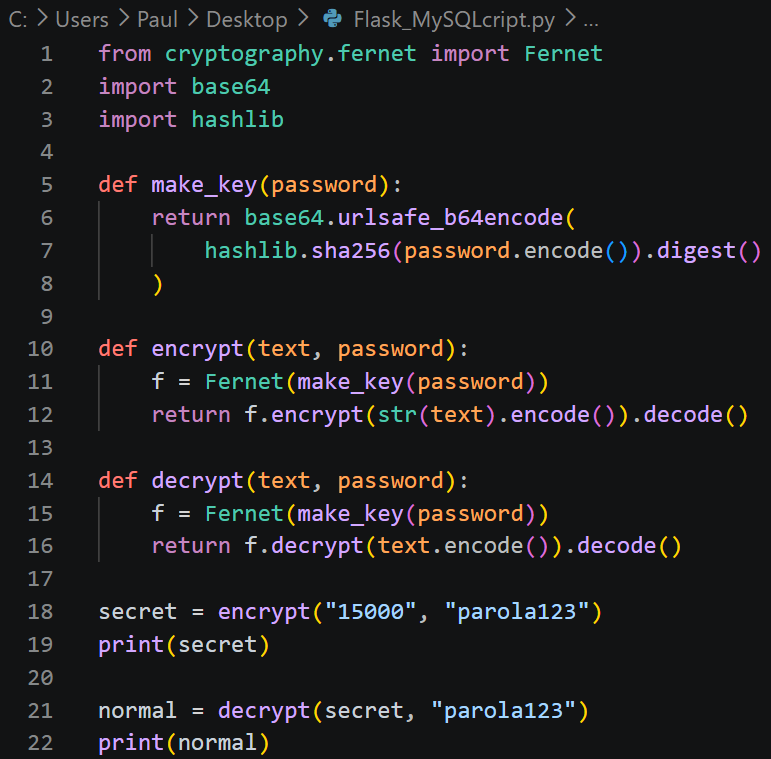 C: > Users > Paul > Desktop > Flask_MySQLcript.py > ...
1 from cryptography.fernet import Fernet
2 import base64
3 import hashlib
4
5 def make_key(password):
6     return base64.urlsafe_b64encode(
7         hashlib.sha256(password.encode()).digest()
8     )
9
10 def encrypt(text, password):
11     f = Fernet(make_key(password))
12     return f.encrypt(str(text).encode()).decode()
13
14 def decrypt(text, password):
15     f = Fernet(make_key(password))
16     return f.decrypt(text.encode()).decode()
17
18 secret = encrypt("15000", "parola123")
19 print(secret)
20
21 normal = decrypt(secret, "parola123")
22 print(normal)